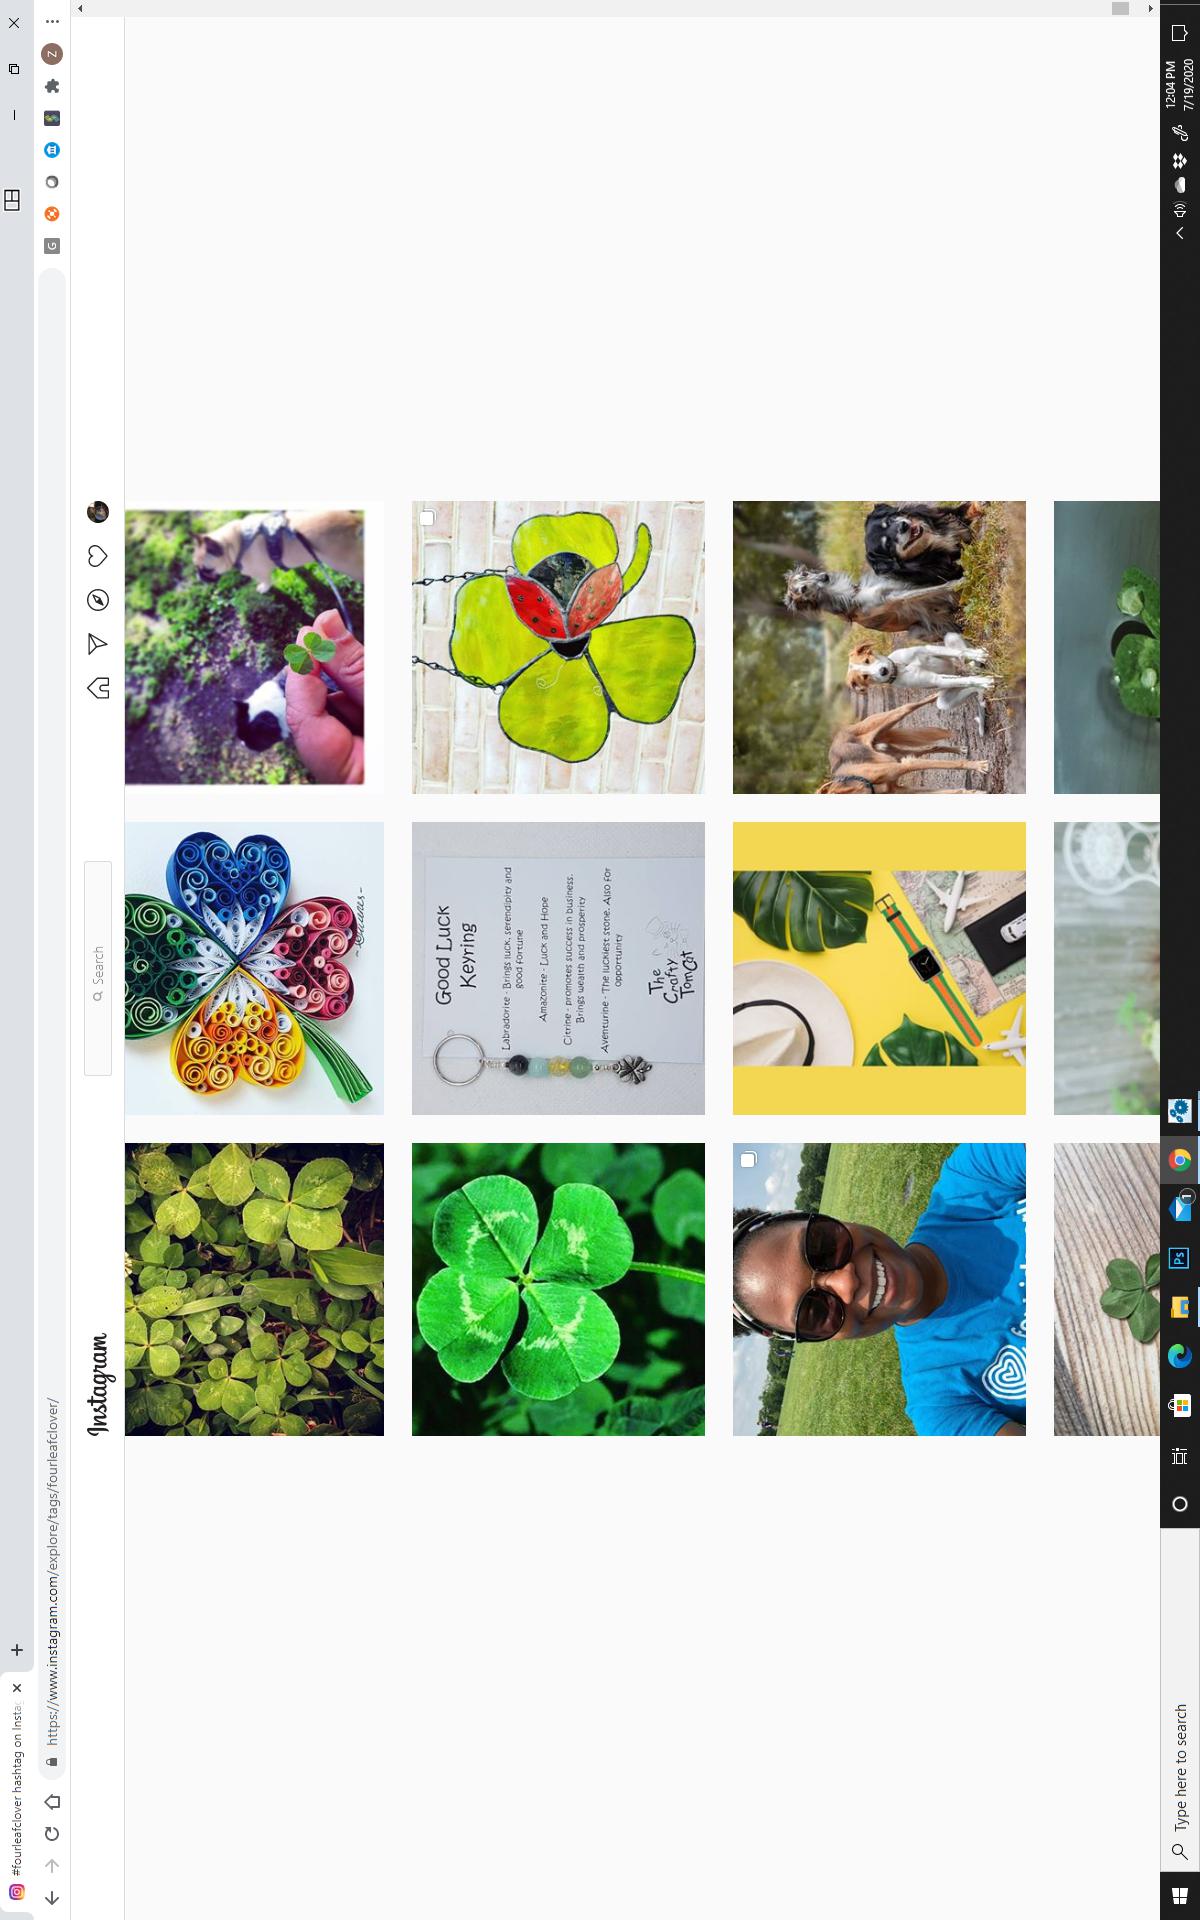 #fourleafclover hashtag on Insta
https://www.instagram.com/explore/tags/fourleafclover/
G
Z
Instagram
Search
Good Luck
Keyring
Labradorite - Brings luck, serendipity and
good fortune
Amazonite - Luck and Hope
Citrine - promotes success in business.
Brings wealth and prosperity
Aventurine - The luckiest stone. Also for
opportunity
The
Crafty
TomCat
Type here to search
Ps
1
12:04 PM
7/19/2020